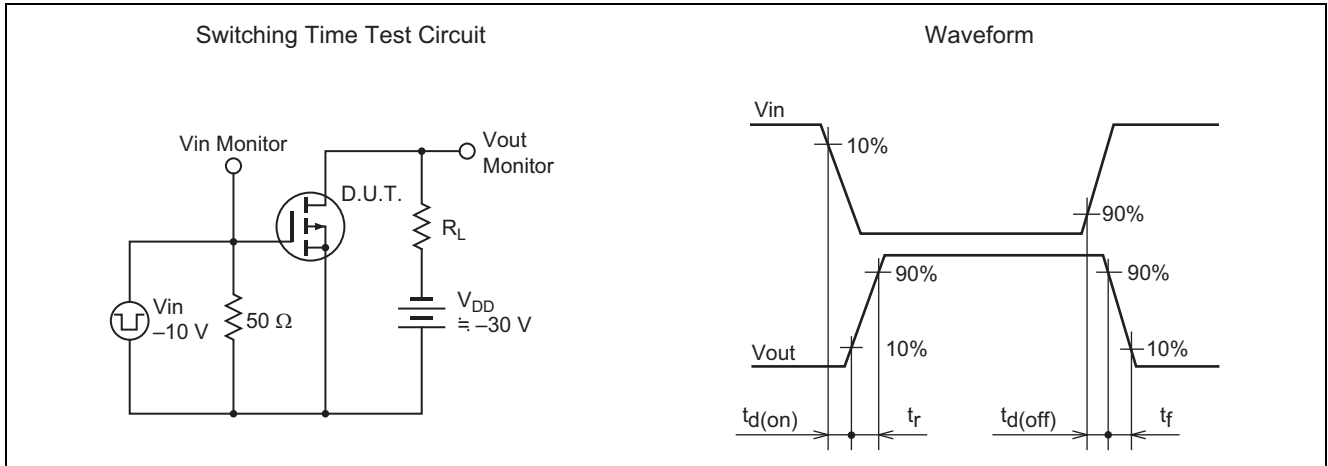 Switching Time Test Circuit
Vin Monitor
D.U.T.
Vout
Monitor
RL
Vin
–10 V
50 Ω
VDD
≒ –30 V
Waveform
Vin
10%
90%
90%
90%
Vout
10%
10%
td(on)
tr
td(off)
tf